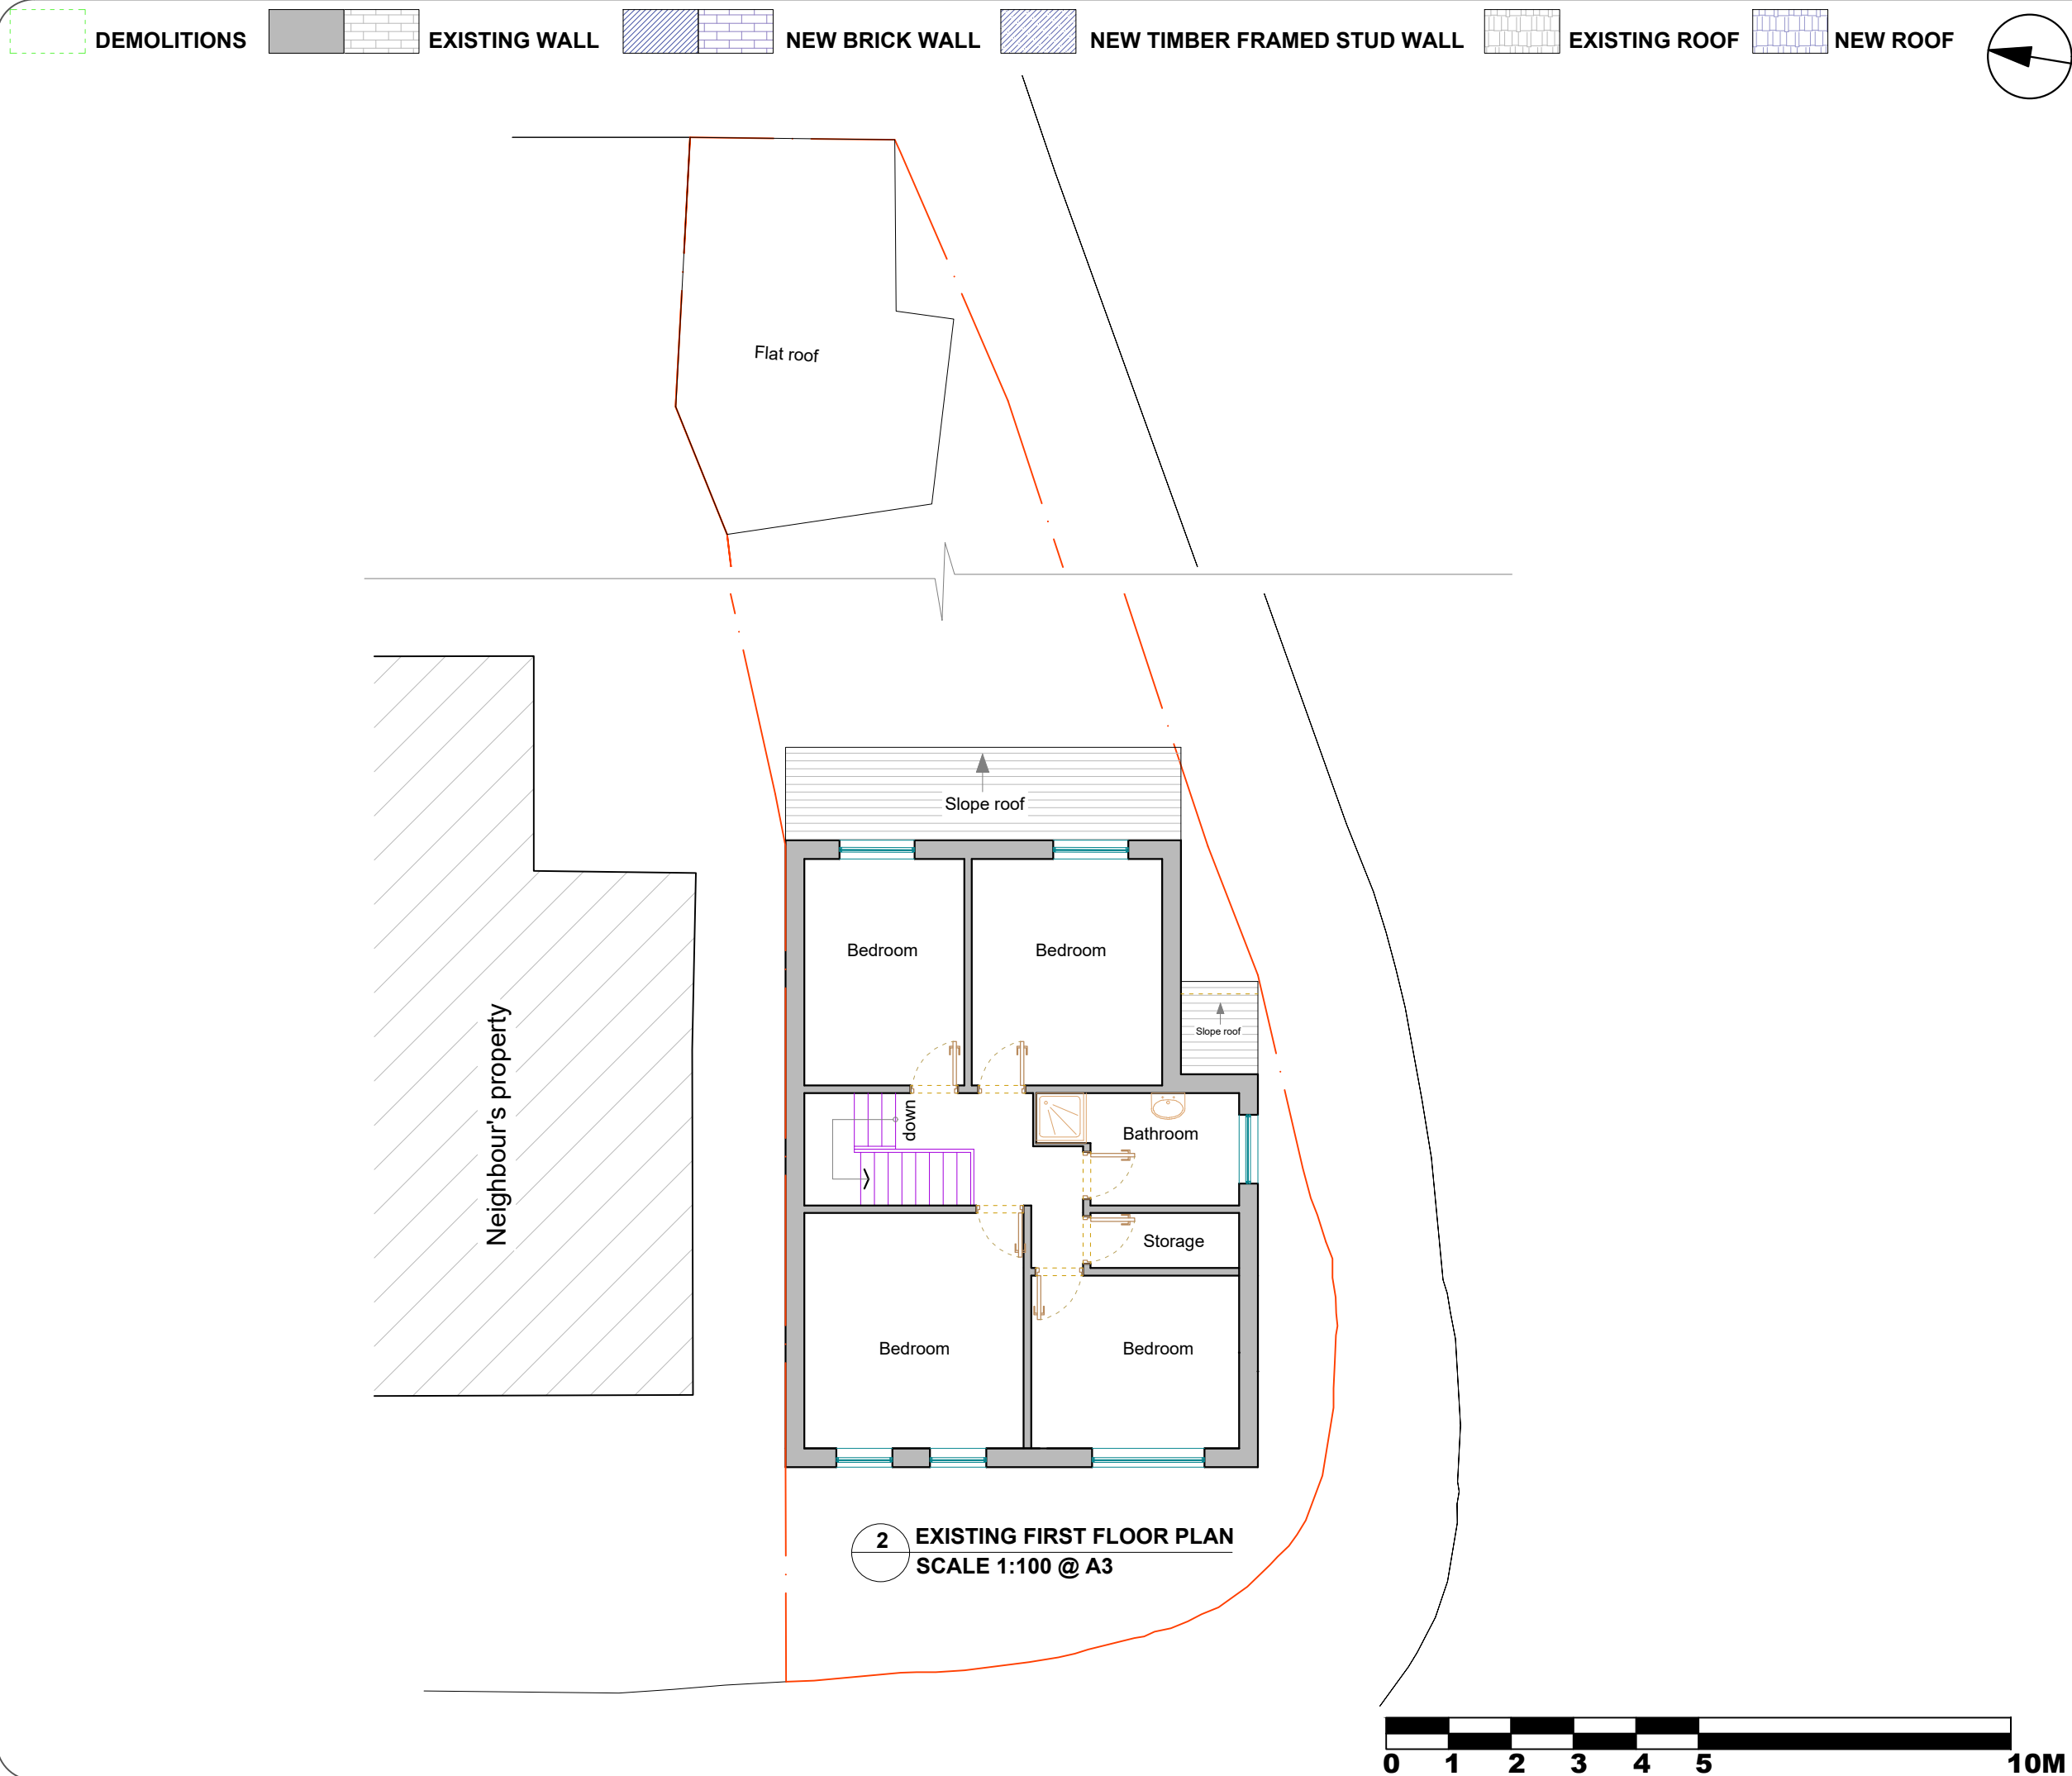 DEMOLITIONS
EXISTING WALL
NEW BRICK WALL
NEW TIMBER FRAMED STUD WALL
EXISTING ROOF
NEW ROOF
Flat roof
Slope roof
Bedroom
Bedroom
Slope roof
Neighbour's property
down
Bathroom
Storage
Bedroom
Bedroom
2
EXISTING FIRST FLOOR PLAN
SCALE 1:100 @ A3
0 1 2 3 4 5 10M